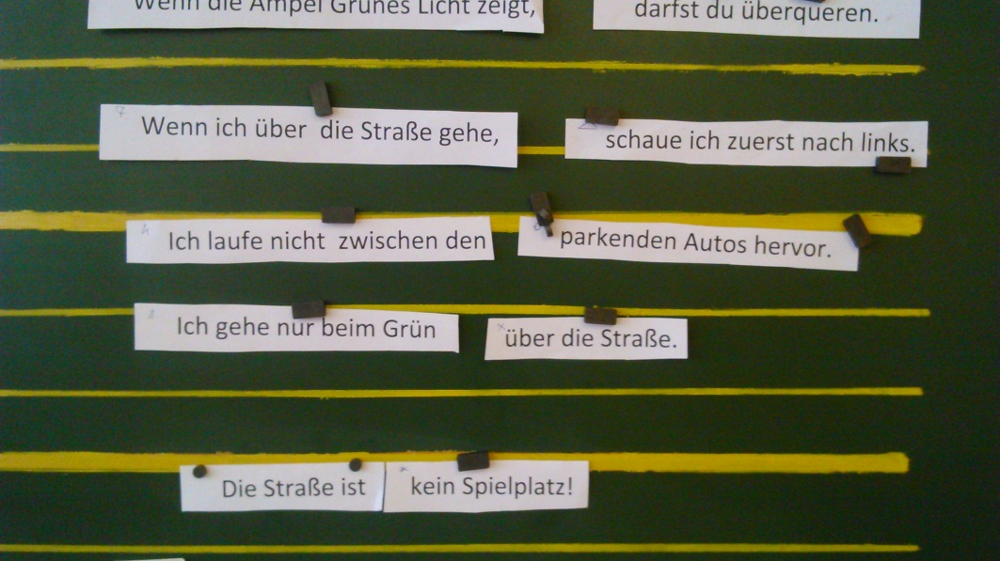 Wenn die Ampel Grünes Licht zeigt, darfst du überqueren.
Wenn ich über die Straße gehe, schaue ich zuerst nach links.
Ich laufe nicht zwischen den parkenden Autos hervor.
Ich gehe nur beim Grün über die Straße.
Die Straße ist kein Spielplatz!